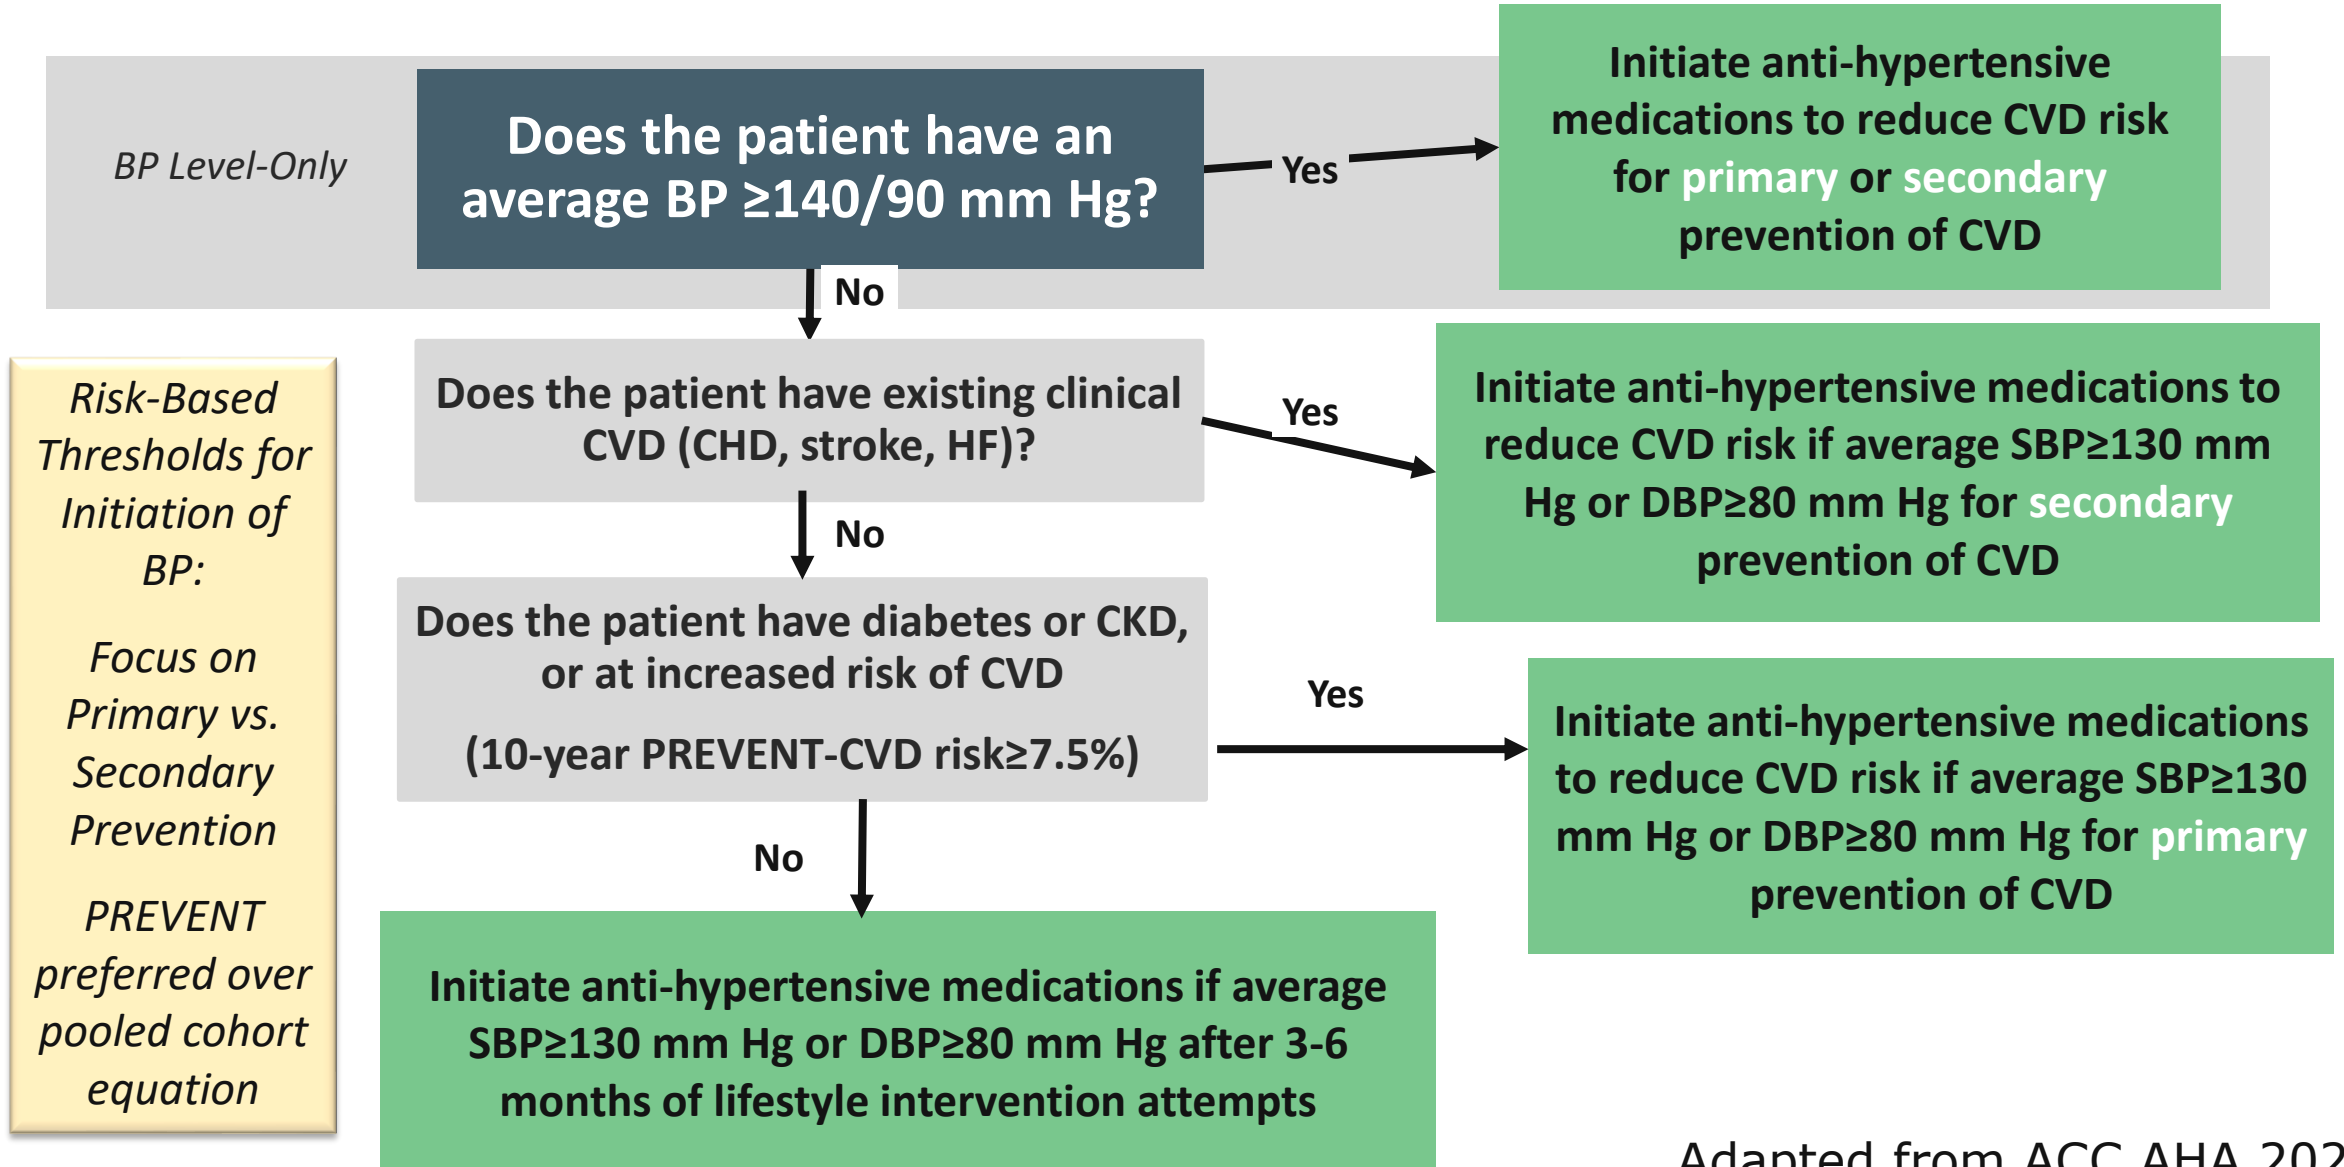 BP Level-Only
Does the patient have an
average BP ≥140/90 mm Hg?
Yes
Initiate anti-hypertensive
medications to reduce CVD risk
for primary or secondary
prevention of CVD
No
Risk-Based
Thresholds for
Initiation of
BP:
Focus on
Primary vs.
Secondary
Prevention
PREVENT
preferred over
pooled cohort
equation
Does the patient have existing clinical
CVD (CHD, stroke, HF)?
Yes
Initiate anti-hypertensive medications to
reduce CVD risk if average SBP≥130 mm
Hg or DBP≥80 mm Hg for secondary
prevention of CVD
No
Does the patient have diabetes or CKD,
or at increased risk of CVD
(10-year PREVENT-CVD risk≥7.5%)
Yes
Initiate anti-hypertensive medications
to reduce CVD risk if average SBP≥130
mm Hg or DBP≥80 mm Hg for primary
prevention of CVD
No
Initiate anti-hypertensive medications if average
SBP≥130 mm Hg or DBP≥80 mm Hg after 3-6
months of lifestyle intervention attempts
Adapted from ACC AHA 202